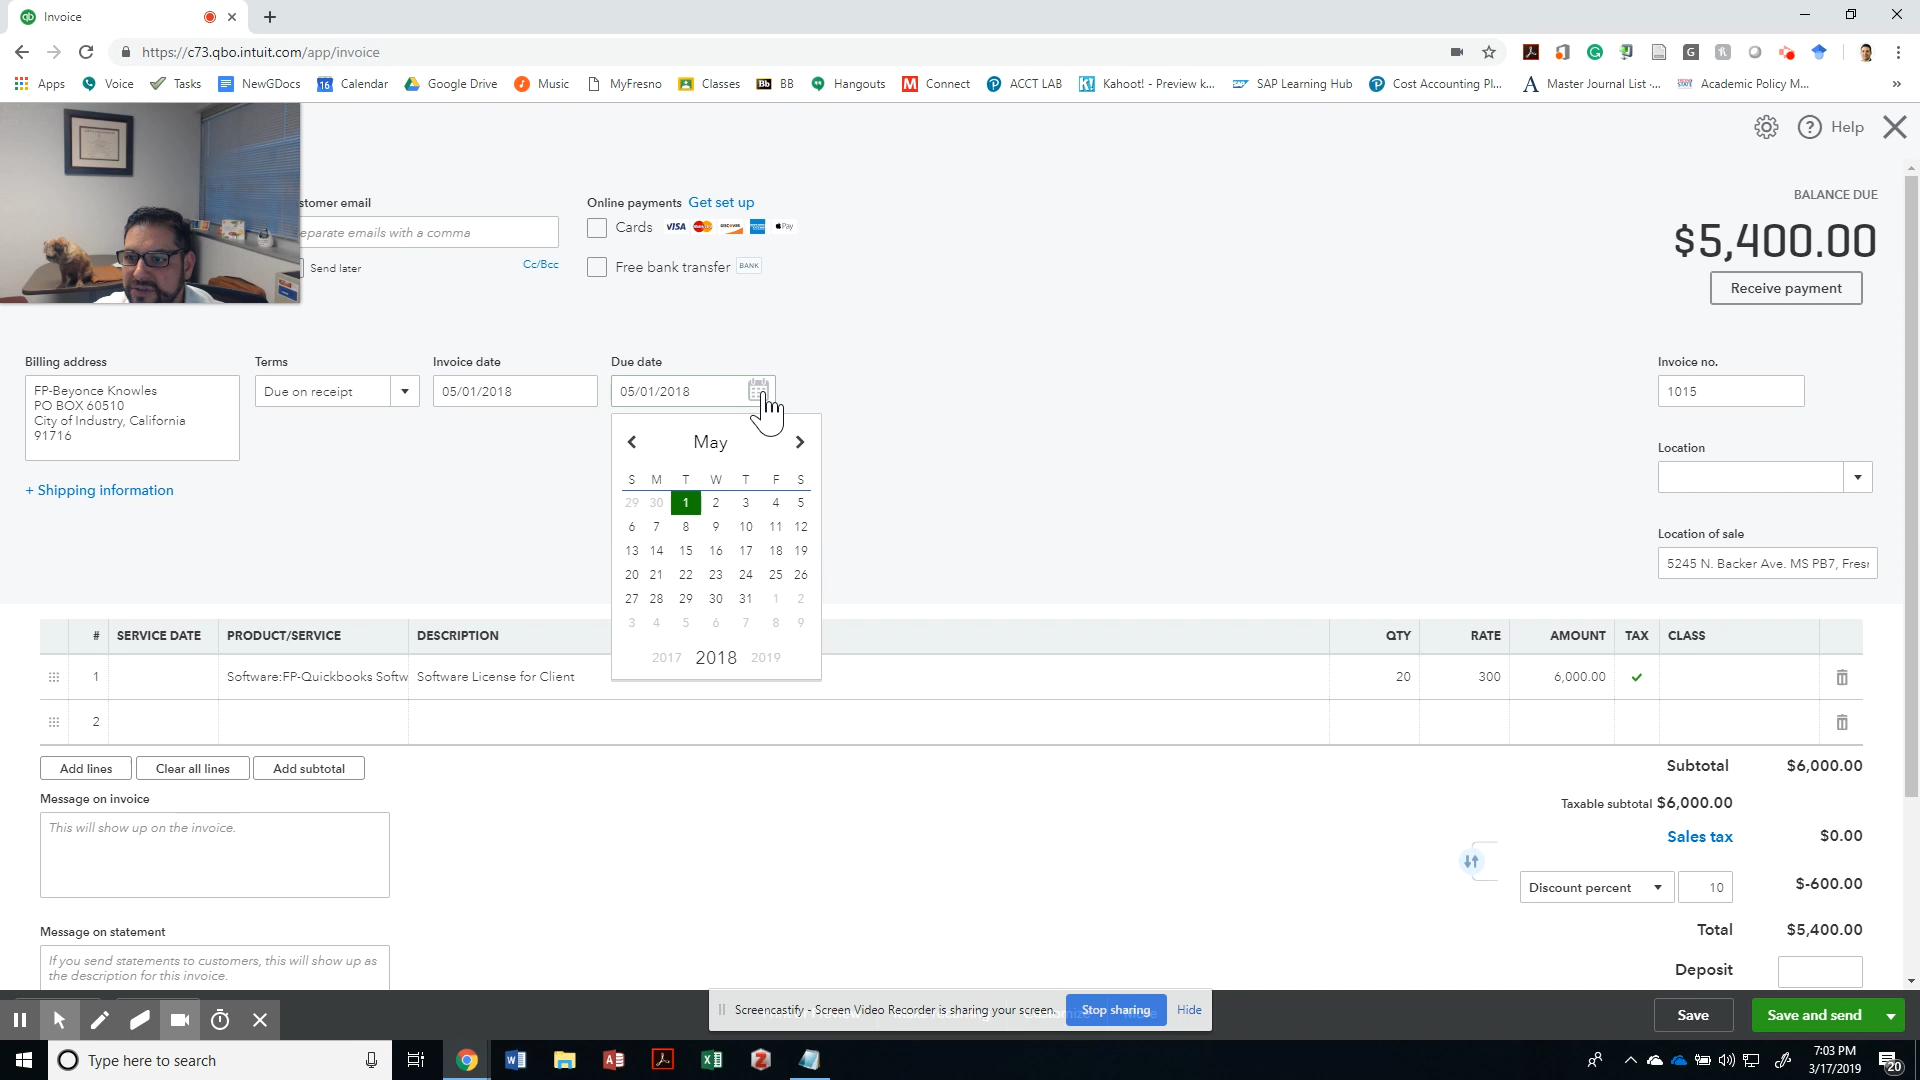 Invoice
https://c73.qbo.intuit.com/app/invoice
Apps Voice Tasks NewGDocs 16 Calendar Google Drive Music MyFresno Classes Bb BB Hangouts M Connect ACCT LAB Kahoot! - Preview k... SAP Learning Hub Cost Accounting Pl... Master Journal List -... Academic Policy M... »
Help
BALANCE DUE
$5,400.00
Receive payment
stomer email
eparate emails with a comma
Send later
Cc/Bcc
Online payments Get set up
Cards VISA DISCOVER Pay
Free bank transfer BANK
Billing address
FP-Beyonce Knowles
PO BOX 60510
City of Industry, California
91716
+ Shipping information
Terms
Due on receipt
Invoice date
05/01/2018
Due date
05/01/2018
May
S M T W T F S
29 30 1 2 3 4 5
6 7 8 9 10 11 12
13 14 15 16 17 18 19
20 21 22 23 24 25 26
27 28 29 30 31 1 2
3 4 5 6 7 8 9
2017 2018 2019
Invoice no.
1015
Location
Location of sale
5245 N. Backer Ave. MS PB7, Fresr
# SERVICE DATE PRODUCT/SERVICE DESCRIPTION QTY RATE AMOUNT TAX CLASS
1 Software:FP-Quickbooks Softw Software License for Client 20 300 6,000.00
2
Add lines Clear all lines Add subtotal
Message on invoice
This will show up on the invoice.
Message on statement
If you send statements to customers, this will show up as
the description for this invoice.
Subtotal $6,000.00
Taxable subtotal $6,000.00
Sales tax $0.00
Discount percent 10 $-600.00
Total $5,400.00
Deposit
Screencastify - Screen Video Recorder is sharing your screen. Stop sharing Hide
Save
Save and send
Type here to search
7:03 PM
3/17/2019
20